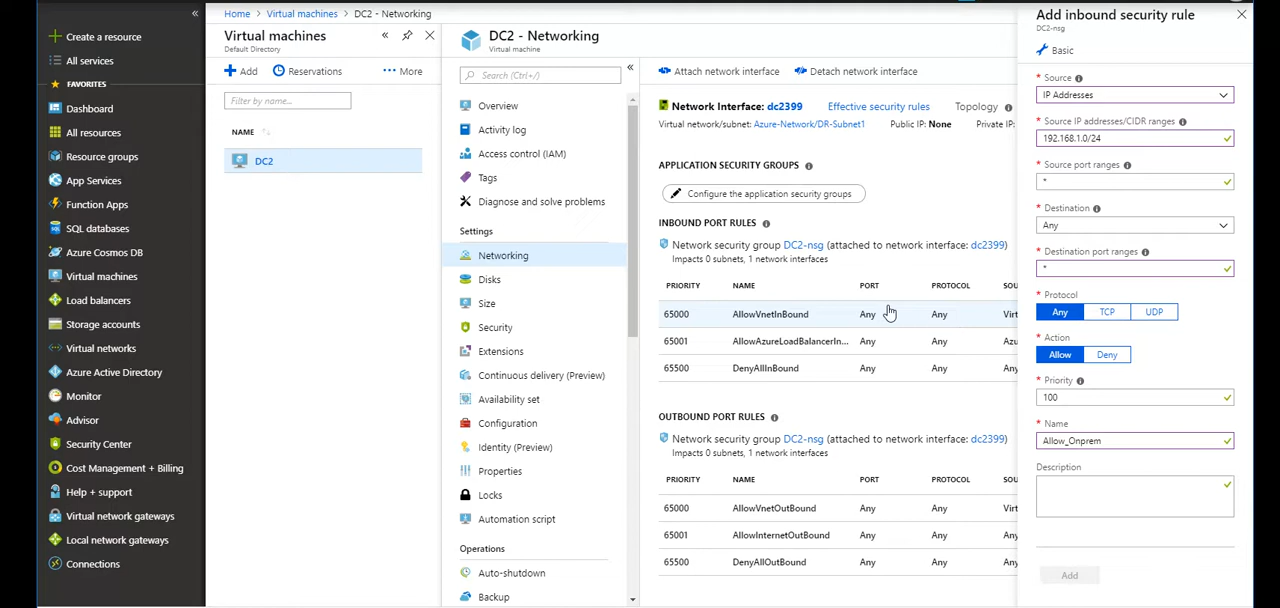 Create a resource
All services
FAVORITES
Dashboard
All resources
Resource groups
App Services
Function Apps
SQL databases
Azure Cosmos DB
Virtual machines
Load balancers
Storage accounts
Virtual networks
Azure Active Directory
Monitor
Advisor
Security Center
Cost Management + Billing
Help + support
Virtual network gateways
Local network gateways
Connections
Home > Virtual machines > DC2 - Networking
Virtual machines
Default Directory
Add
Reservations
More
Filter by name...
NAME
DC2
DC2 - Networking
Virtual machine
Search (Ctrl+/)
Overview
Activity log
Access control (IAM)
Tags
Diagnose and solve problems
Settings
Networking
Disks
Size
Security
Extensions
Continuous delivery (Preview)
Availability set
Configuration
Identity (Preview)
Properties
Locks
Automation script
Operations
Auto-shutdown
Backup
Attach network interface
Detach network interface
Network Interface: dc2399 Effective security rules Topology
Virtual network/subnet: Azure-Network/DR-Subnet1 Public IP: None Private IP:
APPLICATION SECURITY GROUPS
Configure the application security groups
INBOUND PORT RULES
Network security group DC2-nsg (attached to network interface: dc2399)
Impacts 0 subnets, 1 network interfaces
PRIORITY NAME PORT PROTOCOL SOU
65000 AllowVnetInBound Any Any Virt
65001 AllowAzureLoadBalancerIn... Any Any Azu
65500 DenyAllInBound Any Any Any
OUTBOUND PORT RULES
Network security group DC2-nsg (attached to network interface: dc2399)
Impacts 0 subnets, 1 network interfaces
PRIORITY NAME PORT PROTOCOL SOU
65000 AllowVnetOutBound Any Any Virt
65001 AllowInternetOutBound Any Any Any
65500 DenyAllOutBound Any Any Any
Add inbound security rule
DC2-nsg
Basic
* Source
IP Addresses
* Source IP addresses/CIDR ranges
192.168.1.0/24
* Source port ranges
*
* Destination
Any
* Destination port ranges
*
* Protocol
Any TCP UDP
* Action
Allow Deny
* Priority
100
* Name
Allow_Onprem
Description
Add